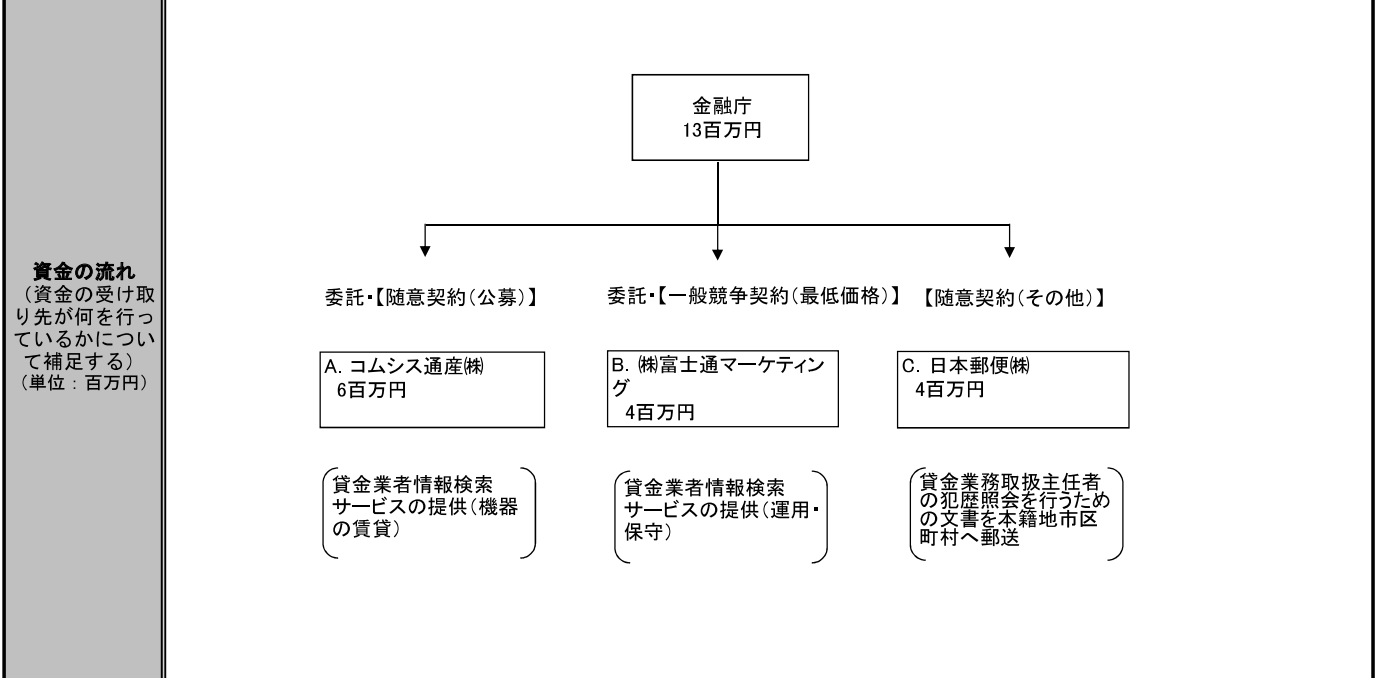 資金の流れ
（資金の受け取
り先が何を行っ
ているかについ
て補足する）
（単位：百万円）
金融庁
13百万円
委託・【随意契約（公募）】
委託・【一般競争契約（最低価格）】
【随意契約（その他）】
A. コムシス通産㈱
6百万円
B. ㈱富士通マーケティン
グ
4百万円
C. 日本郵便㈱
4百万円
貸金業者情報検索
サービスの提供（機器
の賃貸）
貸金業者情報検索
サービスの提供（運用・
保守）
貸金業務取扱主任者
の犯歴照会を行うため
の文書を本籍地市区
町村へ郵送